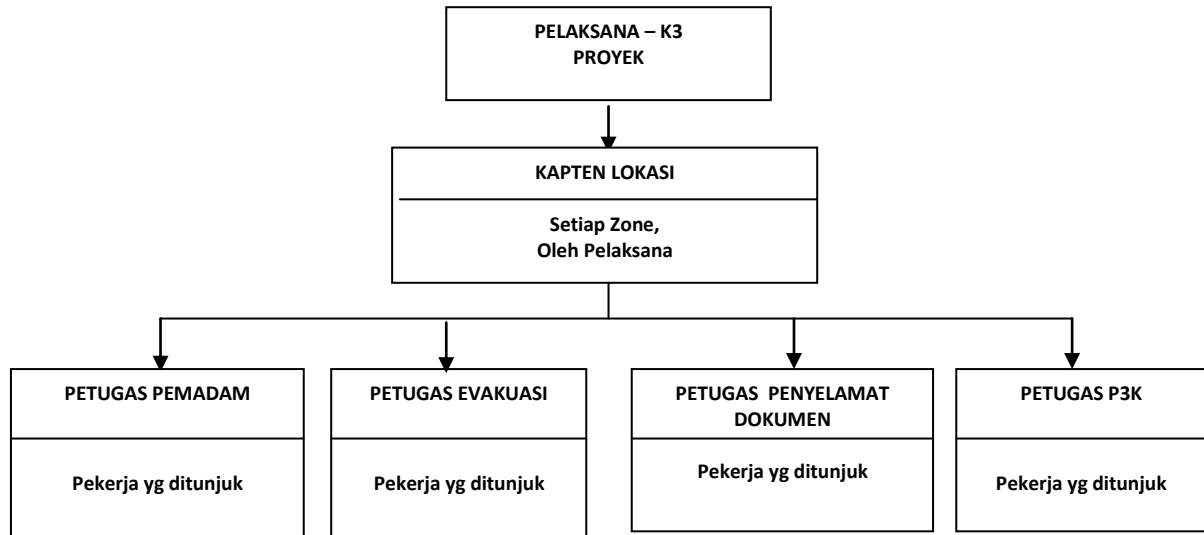 PELAKSANA – K3
PROYEK
KAPTEN LOKASI
Setiap Zone,
Oleh Pelaksana
PETUGAS PEMADAM
Pekerja yg ditunjuk
PETUGAS EVAKUASI
Pekerja yg ditunjuk
PETUGAS PENYELAMAT
DOKUMEN
Pekerja yg ditunjuk
PETUGAS P3K
Pekerja yg ditunjuk